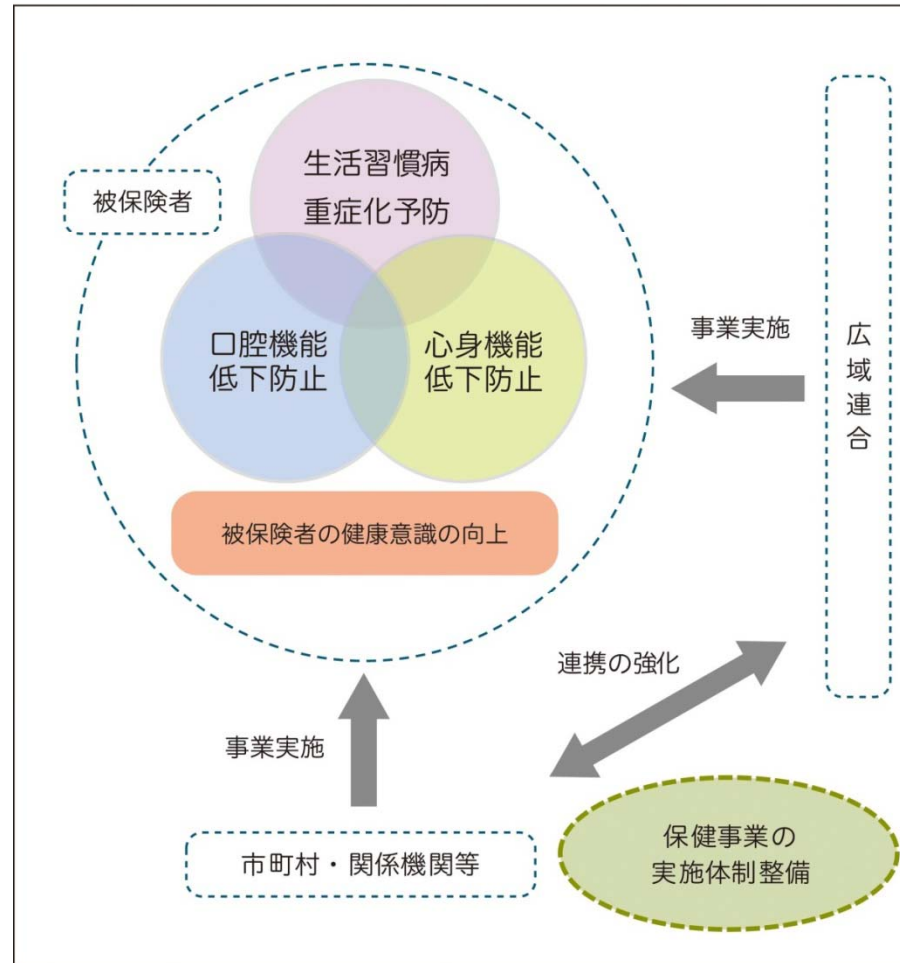 生活習慣病
重症化予防
被保険者
口腔機能
低下防止
心身機能
低下防止
事業実施
広域連合
被保険者の健康意識の向上
連携の強化
事業実施
市町村・関係機関等
保健事業の
実施体制整備